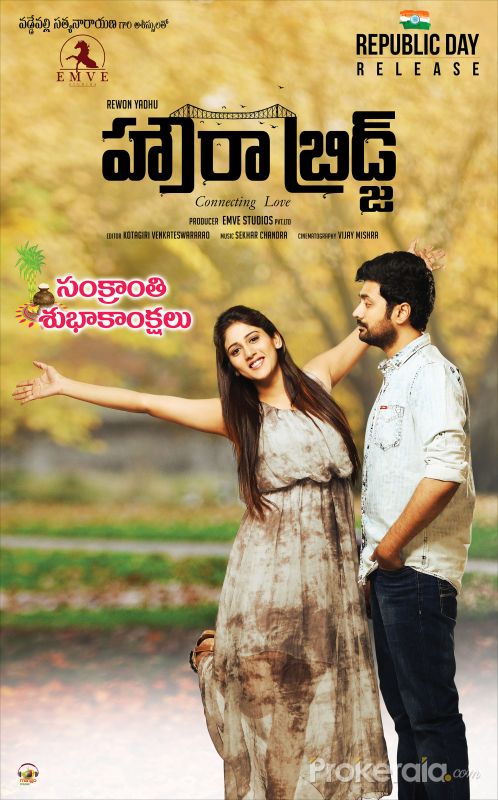 వడ్డేపల్లి సత్యనారాయణ గారి ఆశీస్సులతో
EMVE
STUDIOS
REPUBLIC DAY
RELEASE
REWON YADHU
హౌరా బ్రిడ్జ్
Connecting Love
PRODUCER EMVE STUDIOS PVT.LTD
EDITOR KOTAGIRI VENKATESWARARAO MUSIC SEKHAR CHANDRA CINEMATOGRAPHY VIJAY MISHRA
సంక్రాంతి
శుభాకాంక్షలు
Prokerala.com